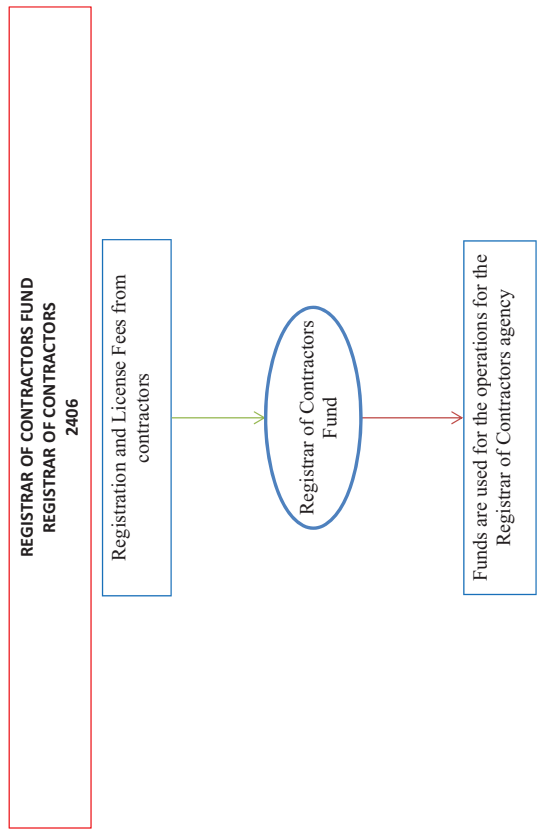 REGISTRAR OF CONTRACTORS FUND
REGISTRAR OF CONTRACTORS
2406
Registration and License Fees from
contractors
Registrar of Contractors
Fund
Funds are used for the operations for the
Registrar of Contractors agency